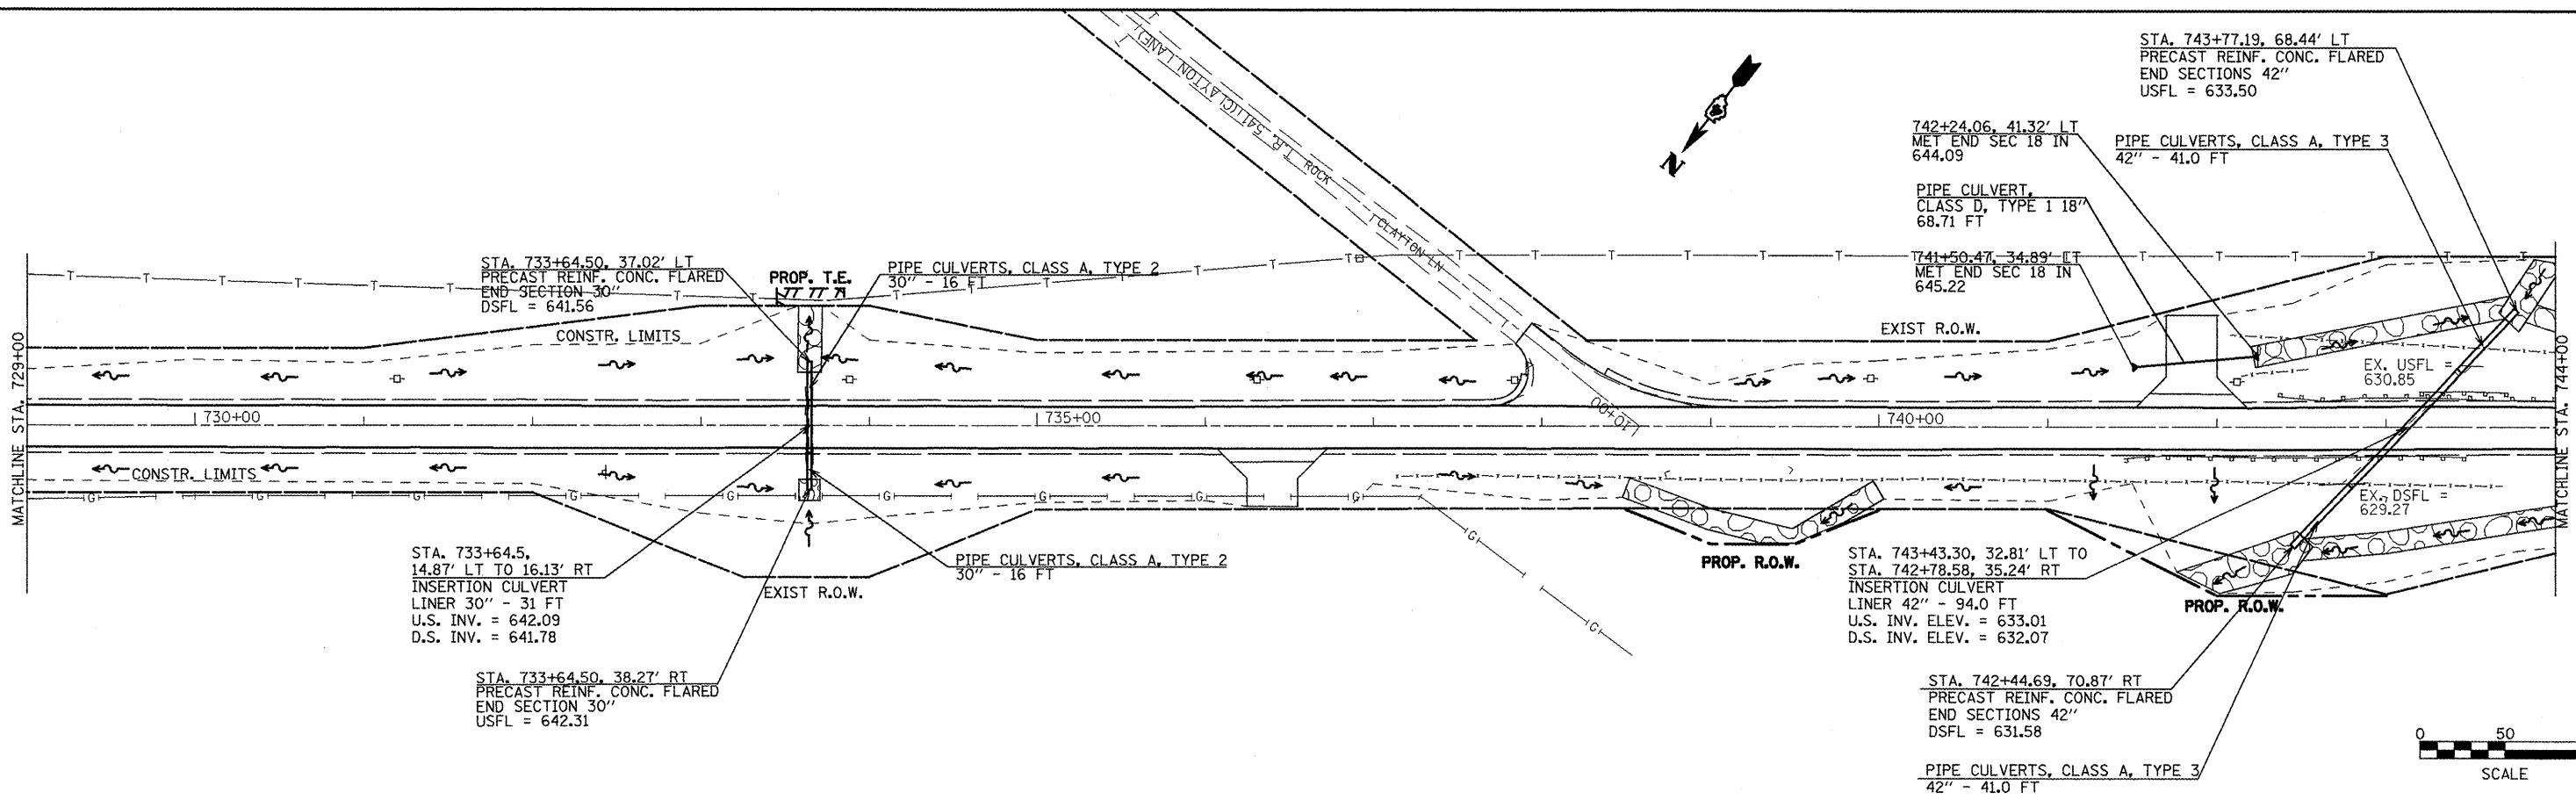 STA. 743+77.19, 68.44' LT
PRECAST REINF. CONC. FLARED
END SECTIONS 42"
USFL = 633.50
742+24.06, 41.32' LT
MET END SEC 18 IN
644.09
PIPE CULVERTS, CLASS A, TYPE 3
42" - 41.0 FT
PIPE CULVERT,
CLASS D, TYPE 1 18"
68.71 FT
741+50.47, 34.89' LT
MET END SEC 18 IN
645.22
(CLAYTON LANE)
T.R. 541
ROCK
CLAYTON LN
N
STA. 733+64.50, 37.02' LT
PRECAST REINF. CONC. FLARED
END SECTION 30"
DSFL = 641.56
PROP. T.E.
PIPE CULVERTS, CLASS A, TYPE 2
30" - 16 FT
CONSTR. LIMITS
EXIST R.O.W.
EX. USFL =
630.85
MATCHLINE STA. 729+00
730+00
735+00
10+00
740+00
MATCHLINE STA. 744+00
CONSTR. LIMITS
EX. DSFL =
629.27
STA. 733+64.5,
14.87' LT TO 16.13' RT
INSERTION CULVERT
LINER 30" - 31 FT
U.S. INV. = 642.09
D.S. INV. = 641.78
PIPE CULVERTS, CLASS A, TYPE 2
30" - 16 FT
EXIST R.O.W.
PROP. R.O.W.
STA. 743+43.30, 32.81' LT TO
STA. 742+78.58, 35.24' RT
INSERTION CULVERT
LINER 42" - 94.0 FT
U.S. INV. ELEV. = 633.01
D.S. INV. ELEV. = 632.07
PROP. R.O.W.
STA. 733+64.50, 38.27' RT
PRECAST REINF. CONC. FLARED
END SECTION 30"
USFL = 642.31
STA. 742+44.69, 70.87' RT
PRECAST REINF. CONC. FLARED
END SECTIONS 42"
DSFL = 631.58
PIPE CULVERTS, CLASS A, TYPE 3
42" - 41.0 FT
0 50
SCALE